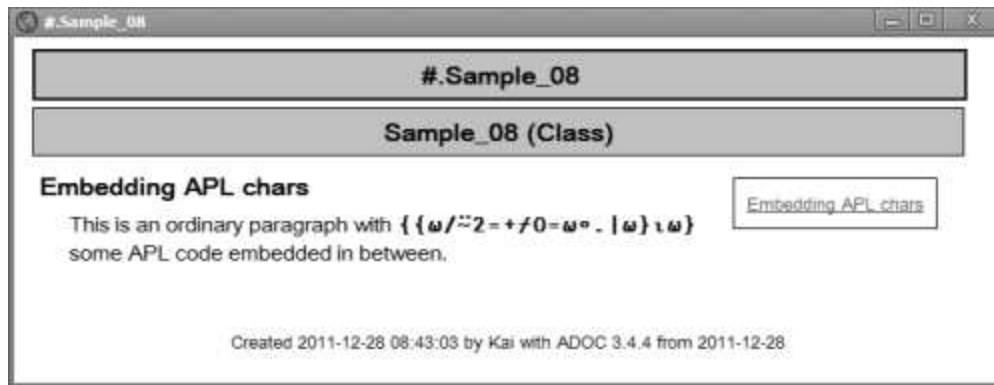 #.Sample_08
#.Sample_08
Sample_08 (Class)
Embedding APL chars
Embedding APL chars
This is an ordinary paragraph with {{⍵/⍨2=+⌿0=⍵∘.|⍵}⍳⍵}
some APL code embedded in between.
Created 2011-12-28 08:43:03 by Kai with ADOC 3.4.4 from 2011-12-28